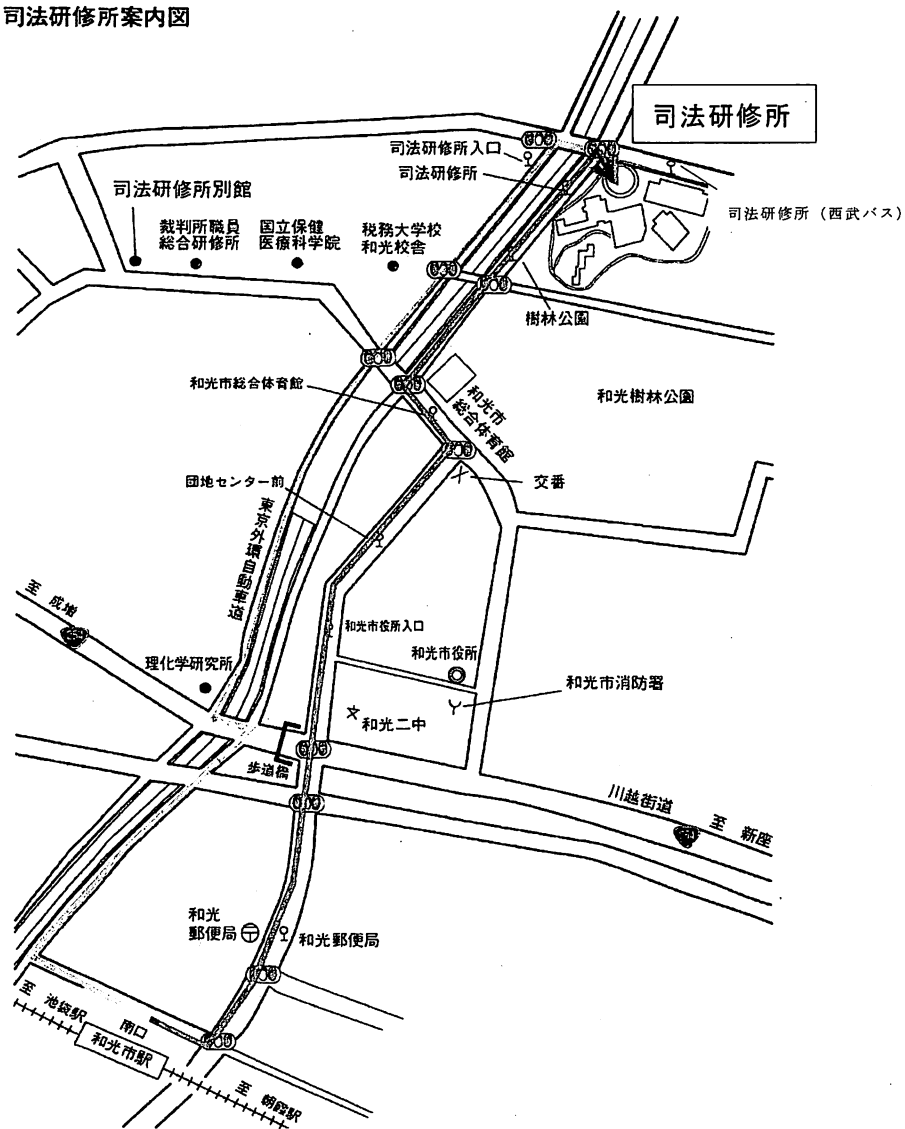 司法研修所案内図
司法研修所
司法研修所入口
司法研修所
司法研修所(西武バス)
司法研修所別館
裁判所職員
総合研修所
国立保健
医療科学院
税務大学校
和光校舎
樹林公園
和光市総合体育館
和光市
総合体育館
和光樹林公園
団地センター前
交番
東京外環自動車道
至 成増
和光市役所入口
和光市役所
理化学研究所
和光市消防署
文
和光二中
歩道橋
川越街道 至 新座
和光
郵便局
和光郵便局
至 池袋駅
南口
和光市駅
至 朝霞駅